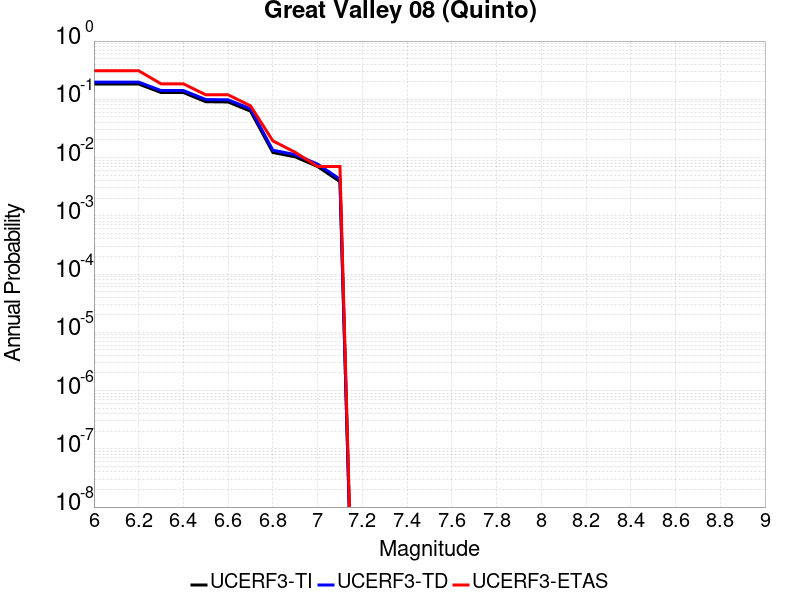 Great Valley 08 (Quinto)
10^0
10^-1
10^-2
10^-3
10^-4
10^-5
10^-6
10^-7
10^-8
Annual Probability
6 6.2 6.4 6.6 6.8 7 7.2 7.4 7.6 7.8 8 8.2 8.4 8.6 8.8 9
Magnitude
UCERF3-TI UCERF3-TD UCERF3-ETAS